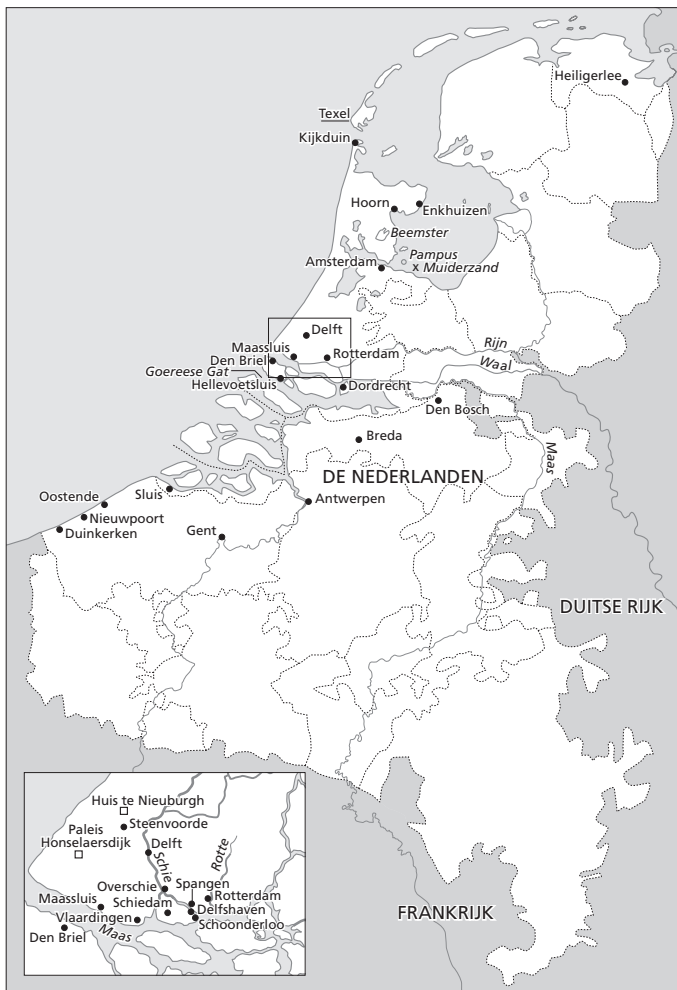 Heiligerlee
Texel
Kijkduin
Hoorn
Enkhuizen
Beemster
Pampus
Amsterdam
x Muiderzand
Delft
Maassluis
Rotterdam
Den Briel
Rijn
Goereese Gat
Waal
Hellevoetsluis
Dordrecht
Den Bosch
Breda
Maas
DE NEDERLANDEN
Sluis
Oostende
Antwerpen
Nieuwpoort
Duinkerken
Gent
DUITSE RIJK
FRANKRIJK
Huis te Nieuburgh
Steenvoorde
Paleis
Honselaersdijk
Delft
Schie
Rotte
Overschie
Spangen
Maassluis
Schiedam
Rotterdam
Vlaardingen
Delfshaven
Schoonderloo
Den Briel
Maas